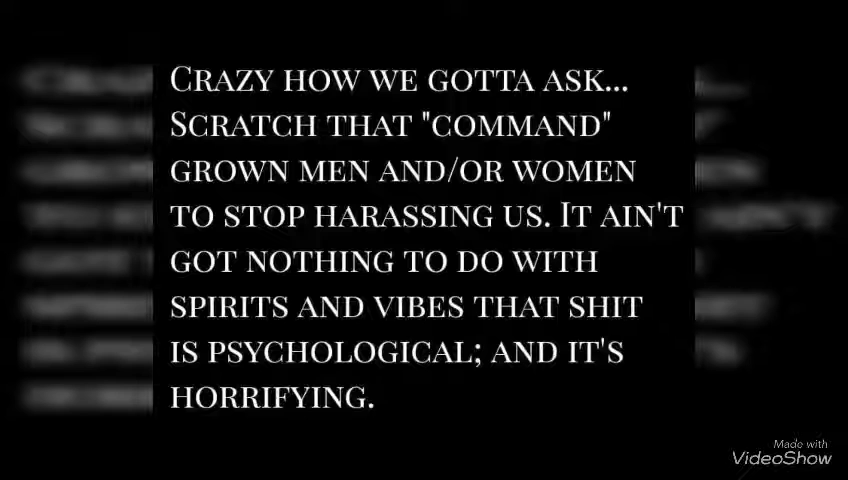 Crazy how we gotta ask...
Scratch that "command"
grown men and/or women
to stop harassing us. It ain't
got nothing to do with
spirits and vibes that shit
is psychological; and it's
horrifying.
Made with
VideoShow